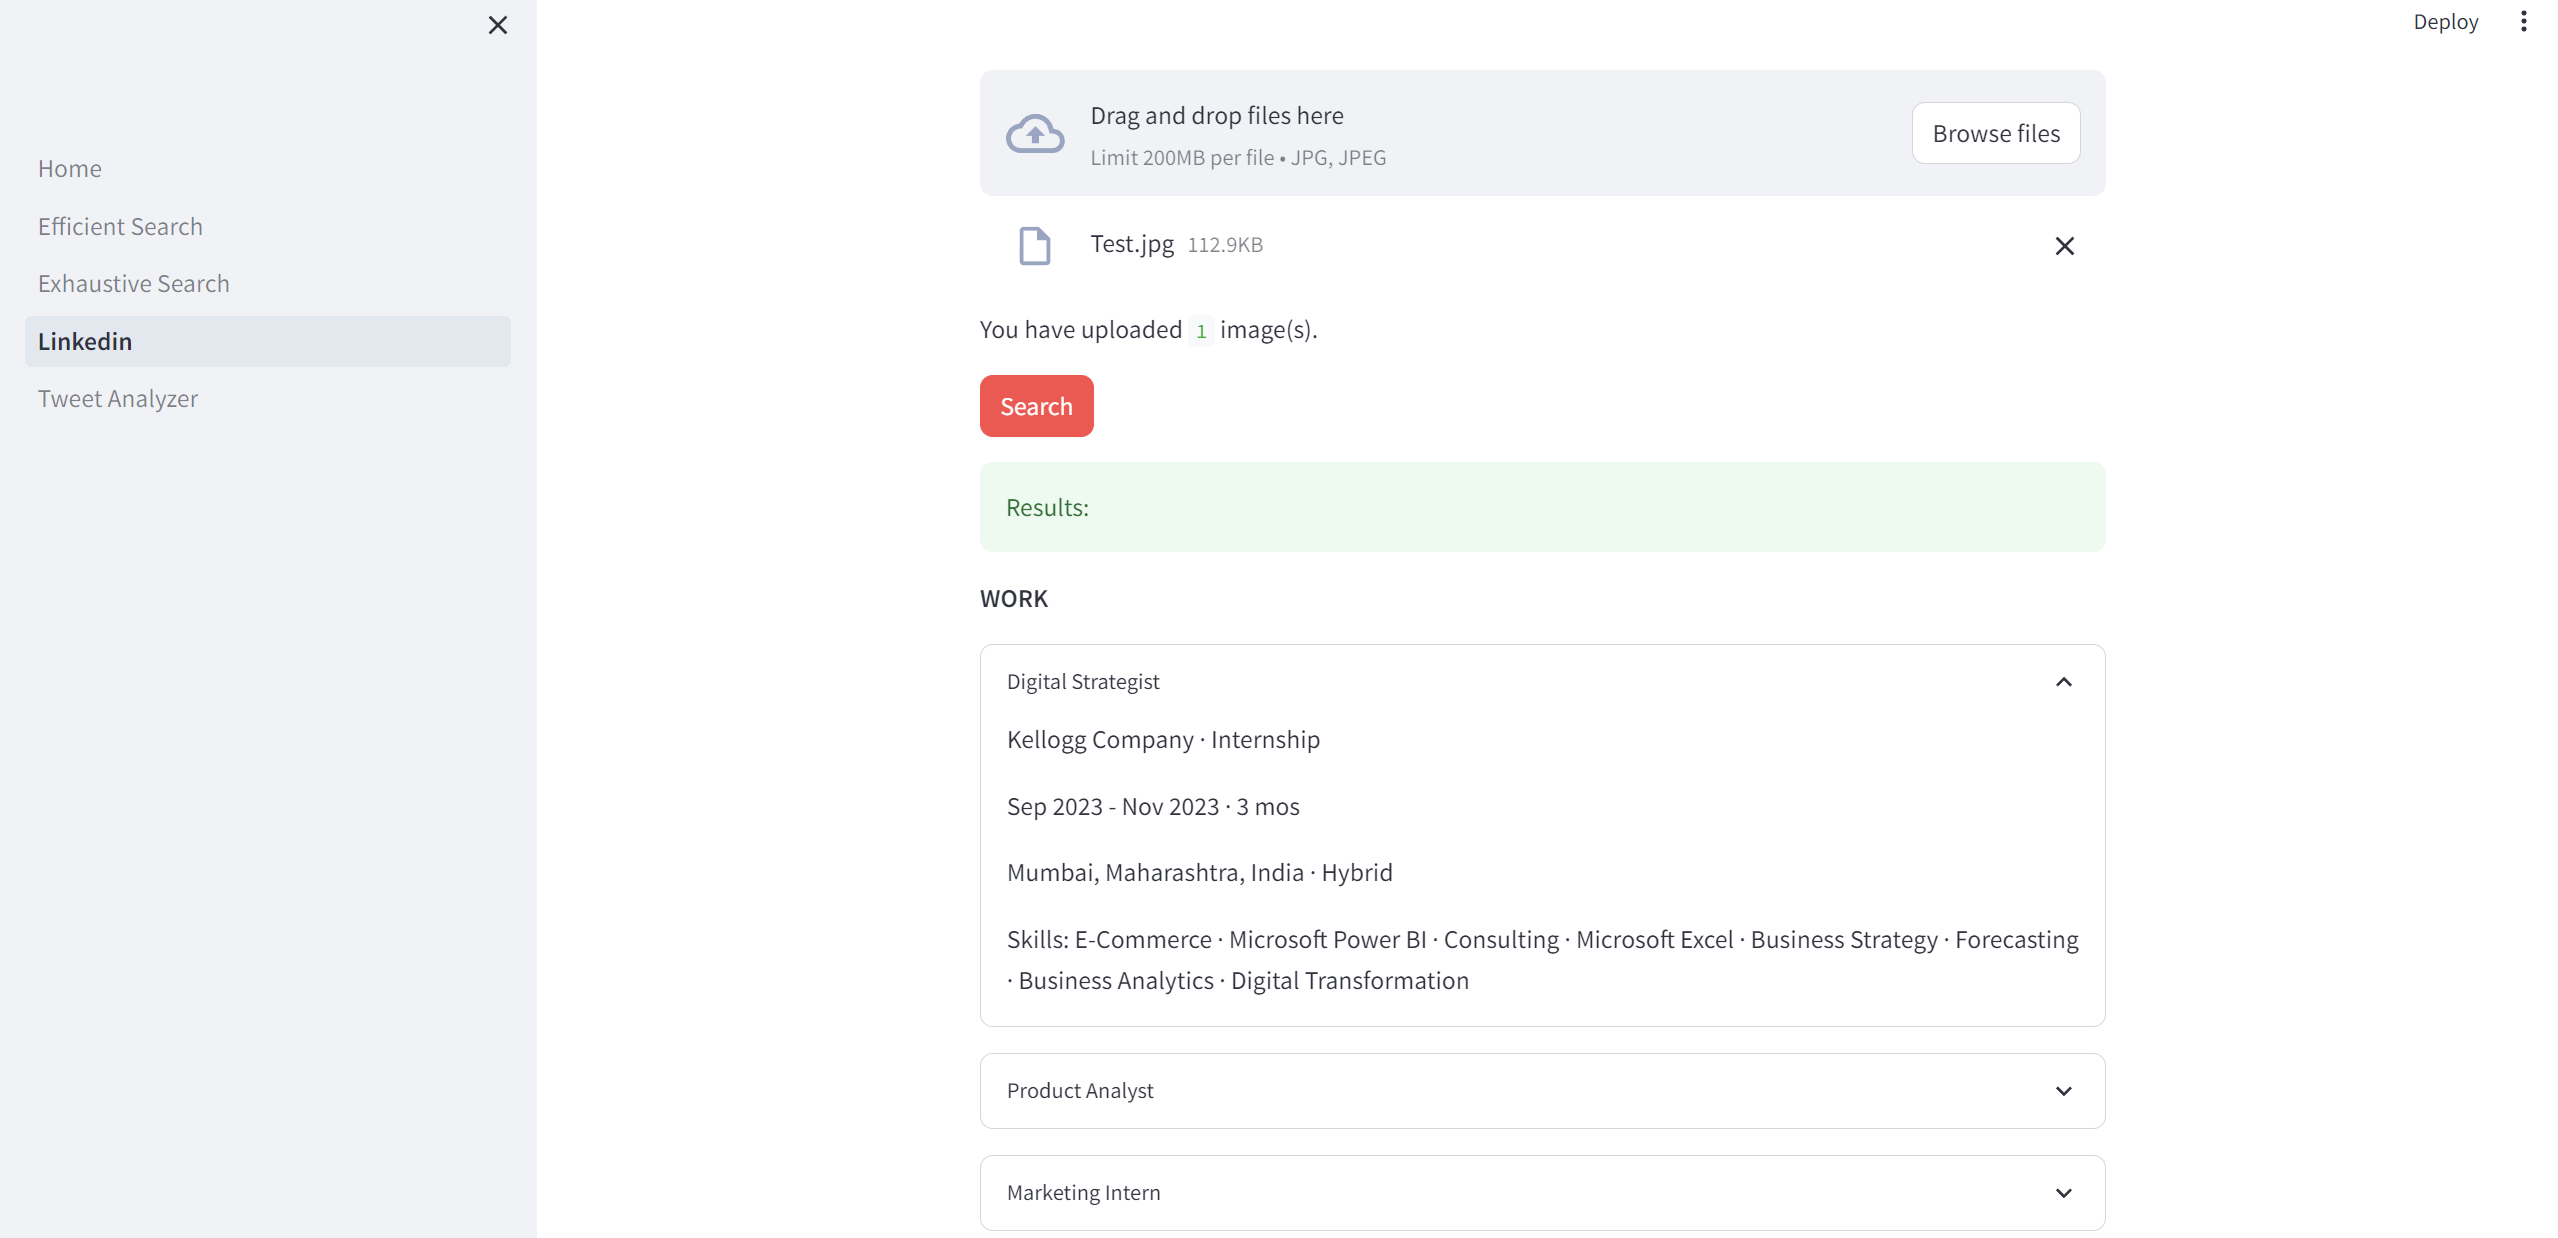 Deploy
Home
Efficient Search
Exhaustive Search
Linkedin
Tweet Analyzer
Drag and drop files here
Limit 200MB per file • JPG, JPEG
Browse files
Test.jpg 112.9KB
You have uploaded 1 image(s).
Search
Results:
WORK
Digital Strategist
Kellogg Company · Internship
Sep 2023 - Nov 2023 · 3 mos
Mumbai, Maharashtra, India · Hybrid
Skills: E-Commerce · Microsoft Power BI · Consulting · Microsoft Excel · Business Strategy · Forecasting
· Business Analytics · Digital Transformation
Product Analyst
Marketing Intern